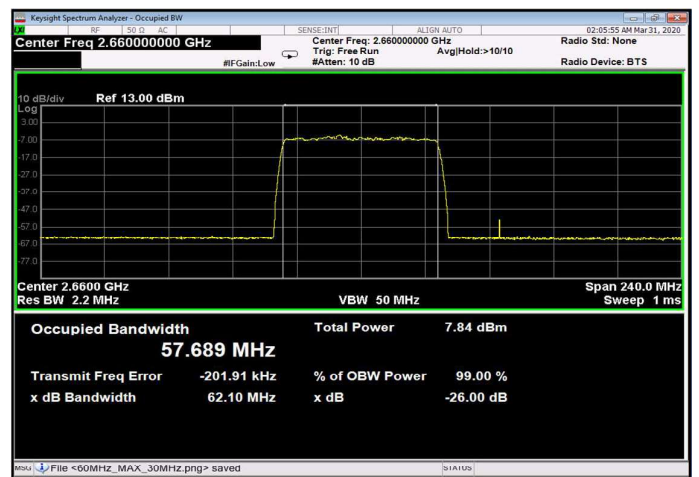 Keysight Spectrum Analyzer - Occupied BW
LXI RF 50 Ω AC SENSE:INT ALIGN AUTO 02:05:55 AM Mar 31, 2020
Center Freq 2.660000000 GHz Center Freq: 2.660000000 GHz Radio Std: None
Trig: Free Run Avg|Hold:>10/10
#IFGain:Low #Atten: 10 dB Radio Device: BTS
10 dB/div Ref 13.00 dBm
Log
3.00
-7.00
-17.0
-27.0
-37.0
-47.0
-57.0
-67.0
-77.0
Center 2.6600 GHz Span 240.0 MHz
Res BW 2.2 MHz VBW 50 MHz Sweep 1 ms
Occupied Bandwidth Total Power 7.84 dBm
57.689 MHz
Transmit Freq Error -201.91 kHz % of OBW Power 99.00 %
x dB Bandwidth 62.10 MHz x dB -26.00 dB
MSG File <60MHz_MAX_30MHz.png> saved STATUS